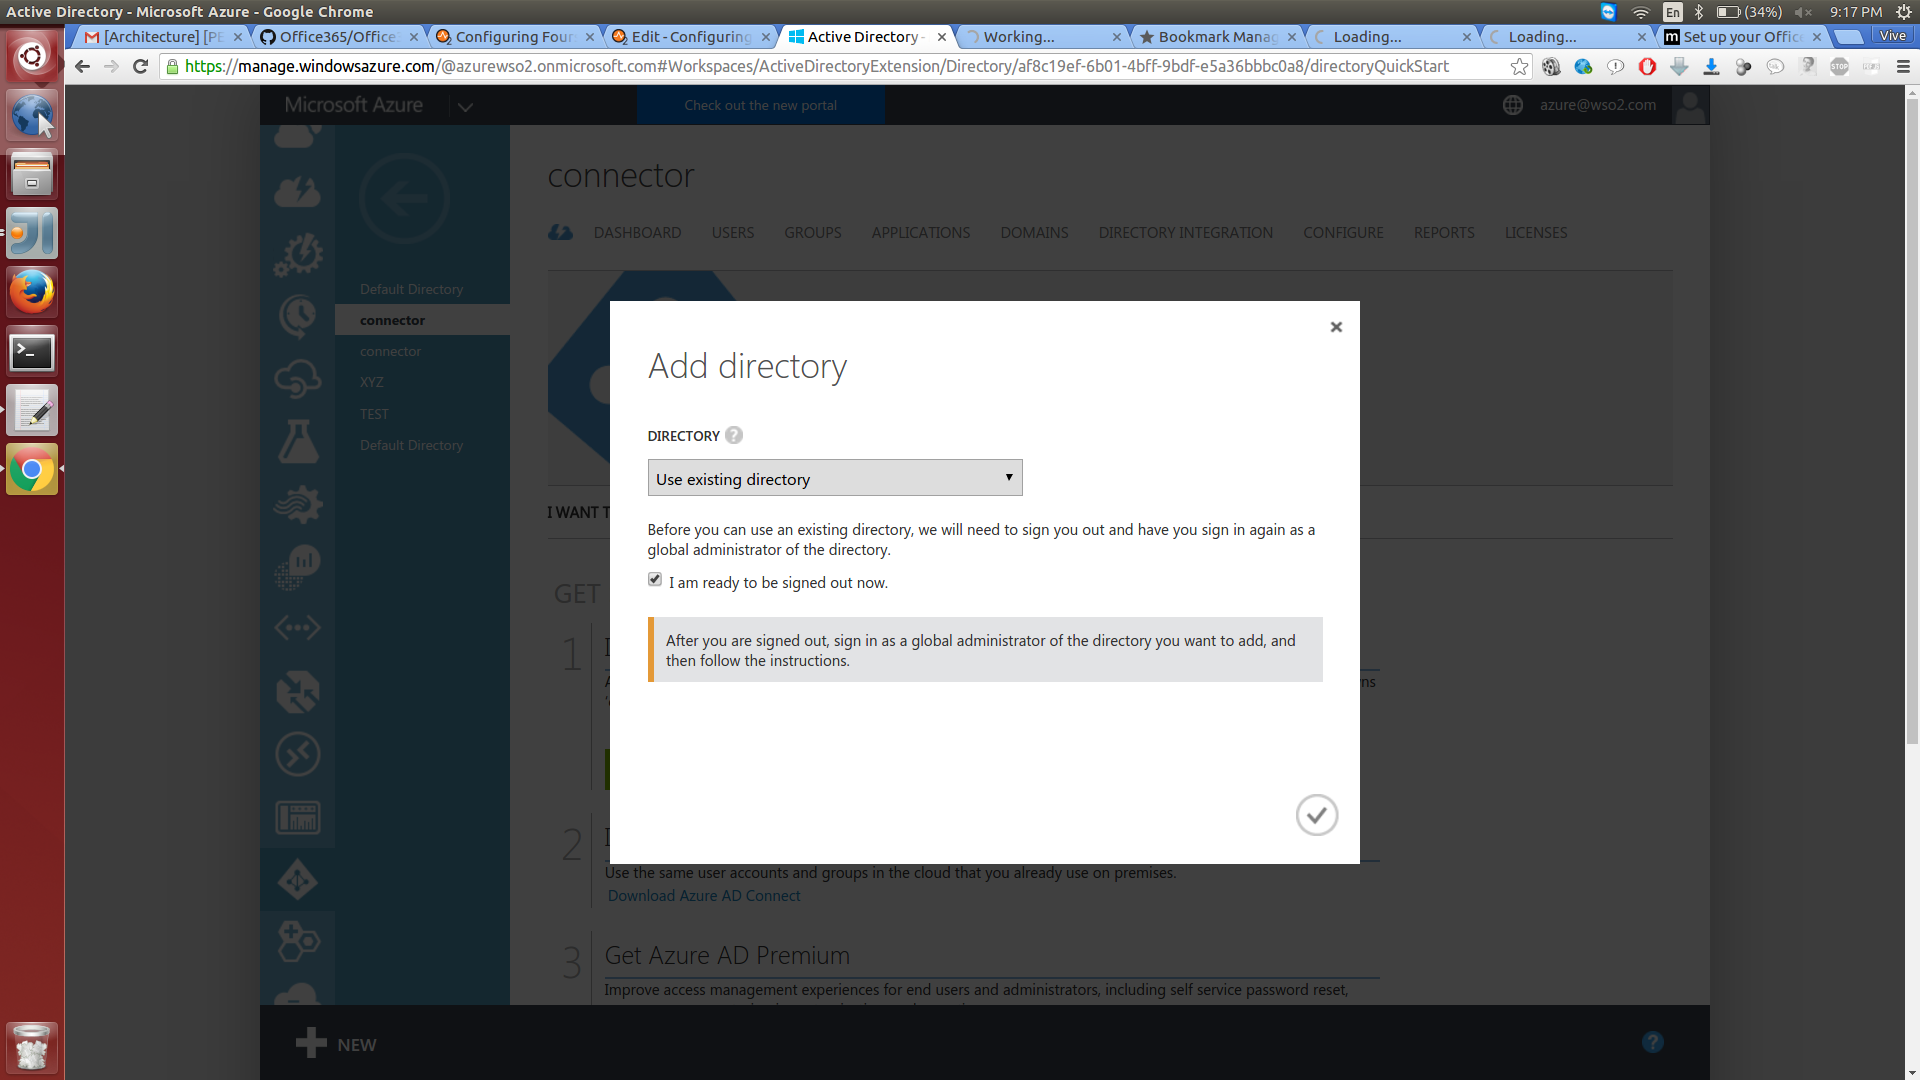 Active Directory - Microsoft Azure - Google Chrome
En
(34%)
9:17 PM
[Architecture] [PE
Office365/Office
Configuring Four
Edit - Configuring
Active Directory -
Working...
Bookmark Manag
Loading...
Loading...
Set up your Offic
Vive
https://manage.windowsazure.com/@azurewso2.onmicrosoft.com#Workspaces/ActiveDirectoryExtension/Directory/af8c19ef-6b01-4bff-9bdf-e5a36bbbc0a8/directoryQuickStart
STOP
Microsoft Azure
Check out the new portal
azure@wso2.com
connector
DASHBOARD
USERS
GROUPS
APPLICATIONS
DOMAINS
DIRECTORY INTEGRATION
CONFIGURE
REPORTS
LICENSES
Default Directory
connector
connector
XYZ
TEST
Default Directory
Add directory
DIRECTORY ?
Use existing directory
Before you can use an existing directory, we will need to sign you out and have you sign in again as a
global administrator of the directory.
I am ready to be signed out now.
After you are signed out, sign in as a global administrator of the directory you want to add, and
then follow the instructions.
I WANT T
GET
1
2
Use the same user accounts and groups in the cloud that you already use on premises.
Download Azure AD Connect
3
Get Azure AD Premium
Improve access management experiences for end users and administrators, including self service password reset,
NEW
?